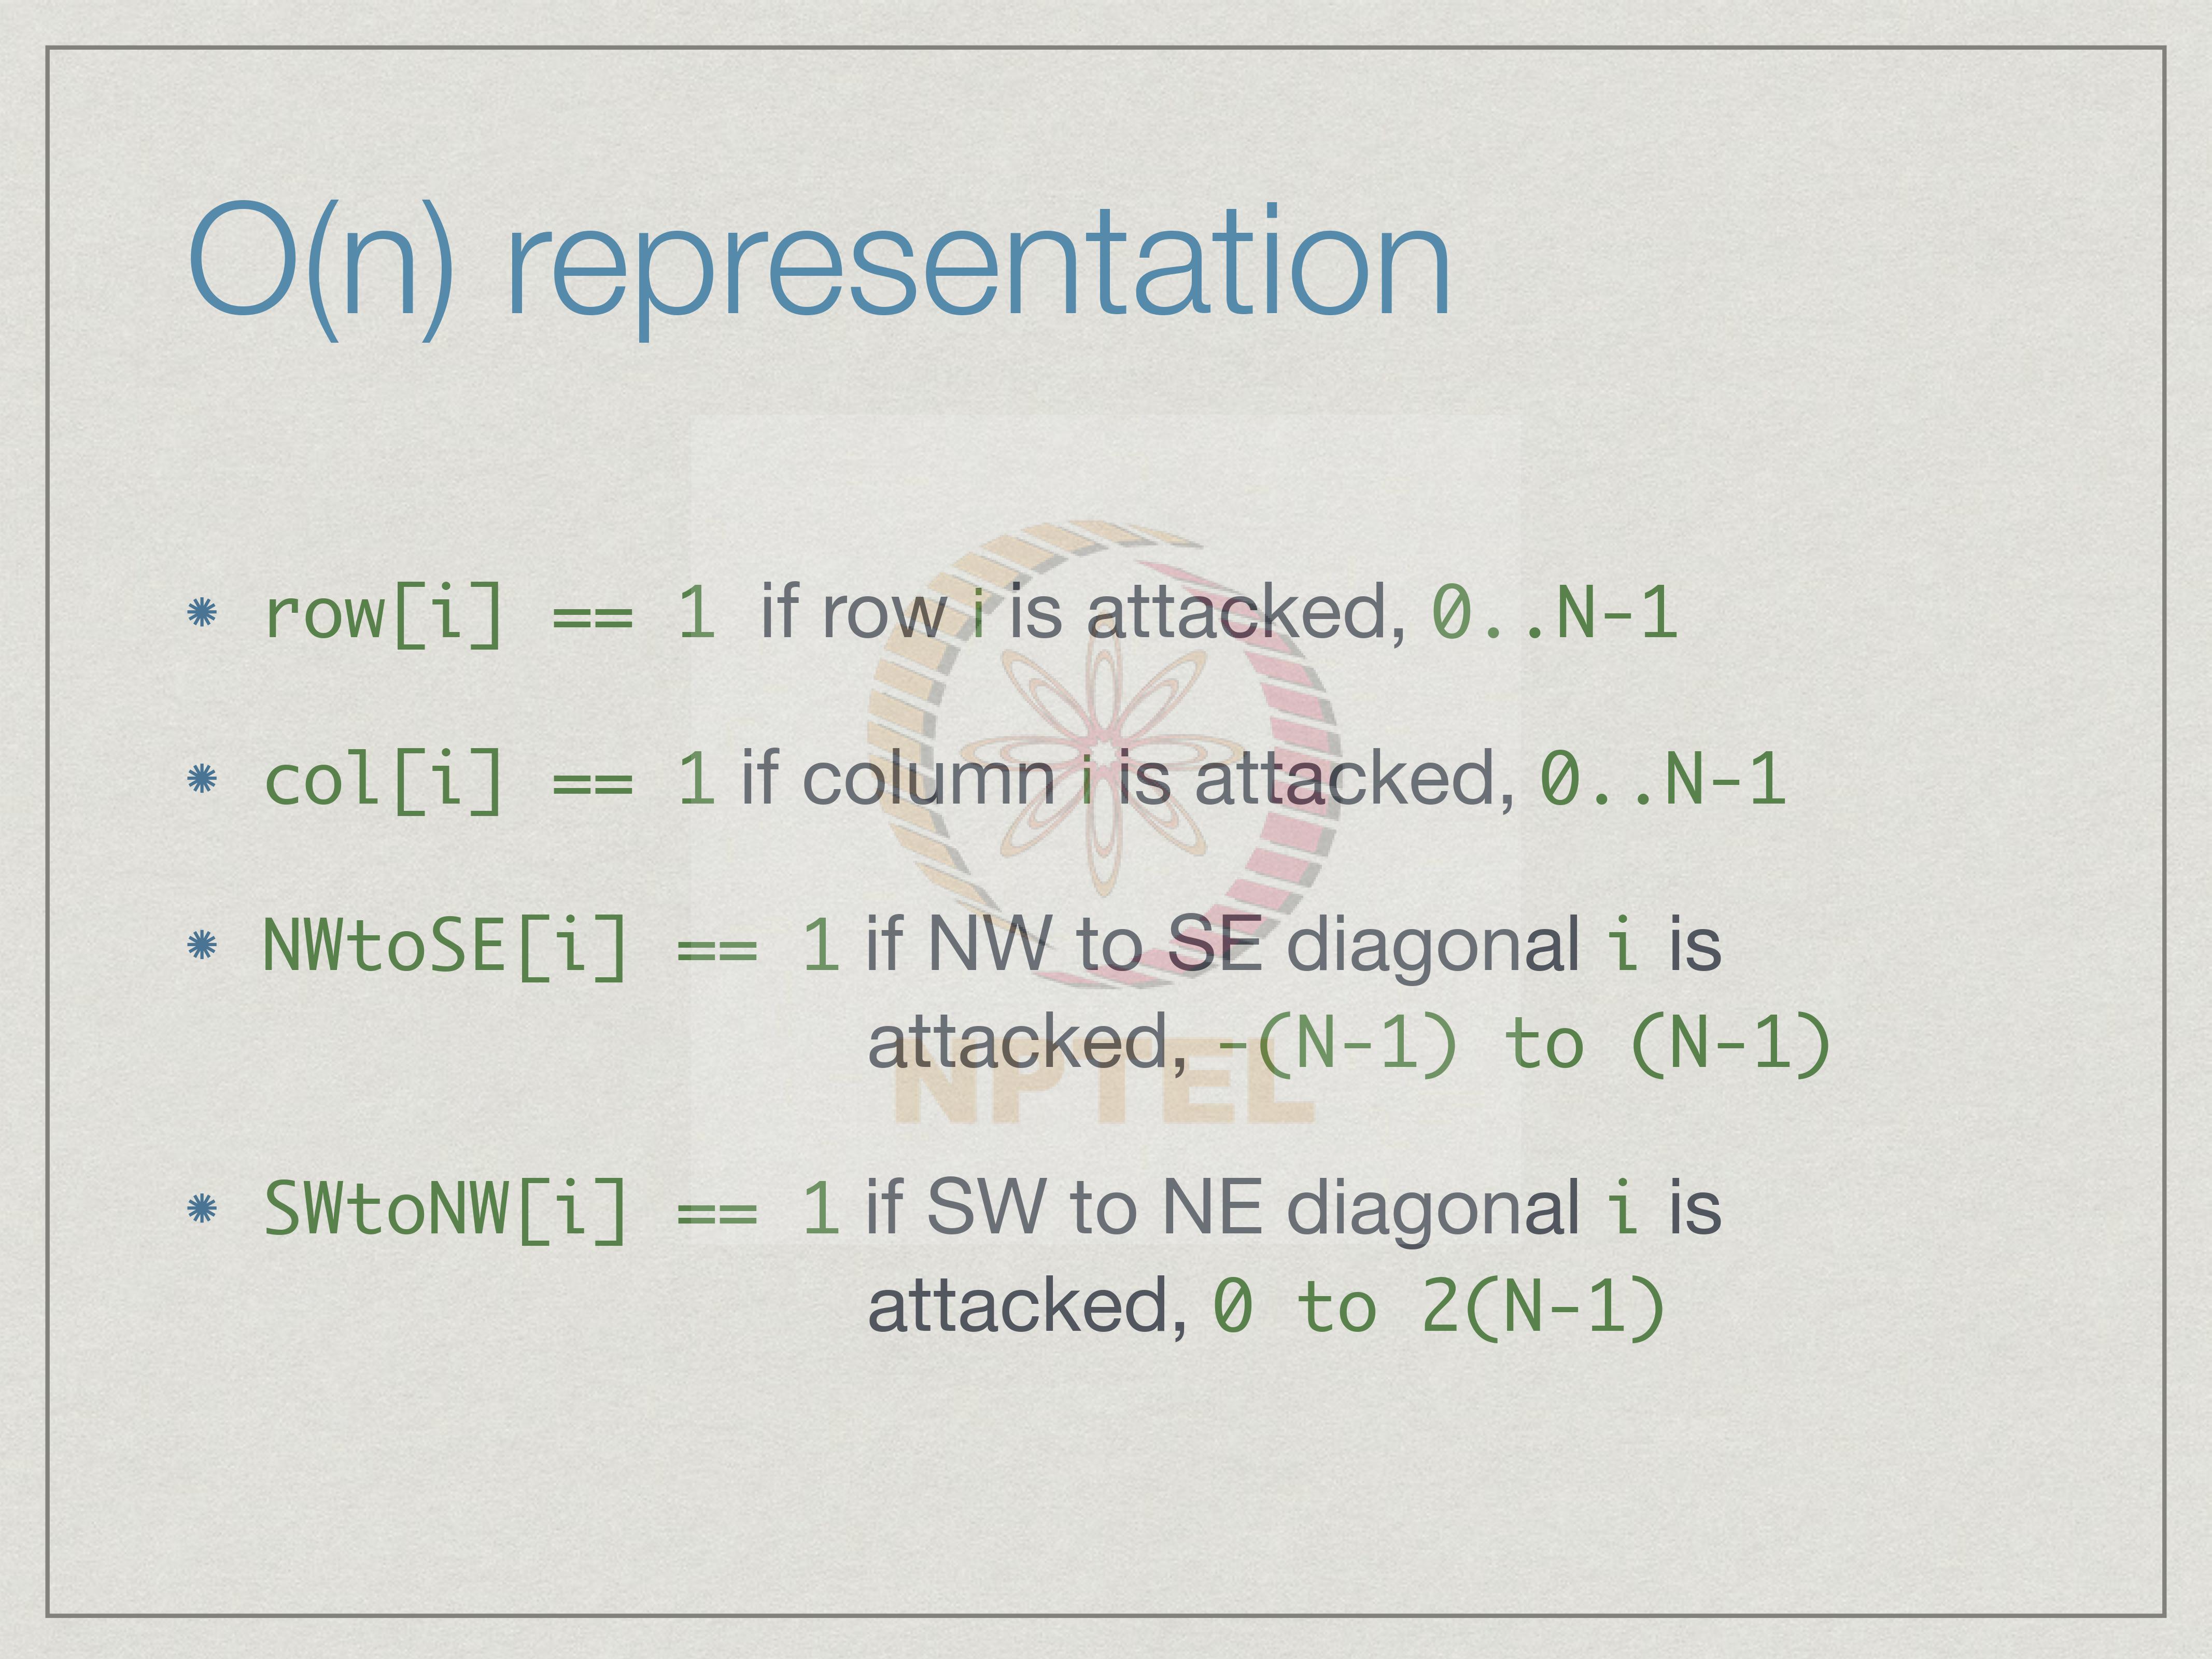 O(n) representation
row[i] == 1 if row i is attacked, 0..N-1
col[i] == 1 if column i is attacked, 0..N-1
NWtoSE[i] == 1 if NW to SE diagonal i is
attacked, -(N-1) to (N-1)
NPTEL
SWtoNW[i] == 1 if SW to NE diagonal i is
attacked, 0 to 2(N-1)